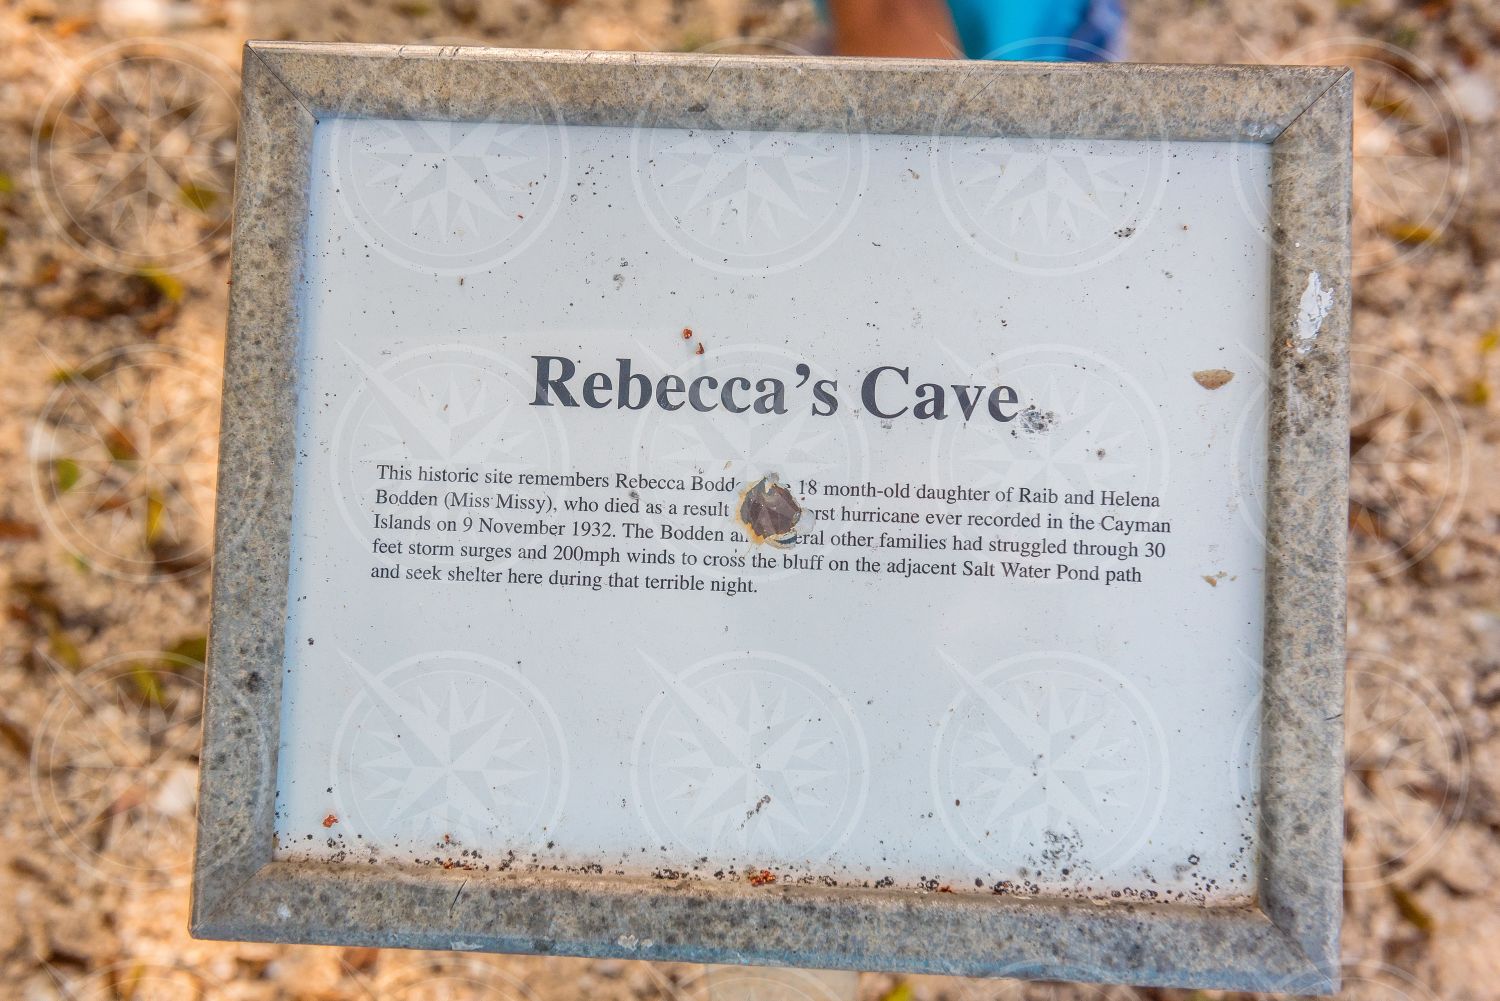 Rebecca's Cave
This historic site remembers Rebecca 18 month-old daughter of Raib and Helena
Bodden (Miss Missy), who died as a result hurricane ever recorded in the Cayman
Islands on 9 November 1932. The Bodden other families had struggled through 30
feet storm surges and 200mph winds to cross the bluff on the adjacent Salt Water Pond path
and seek shelter here during that terrible night.